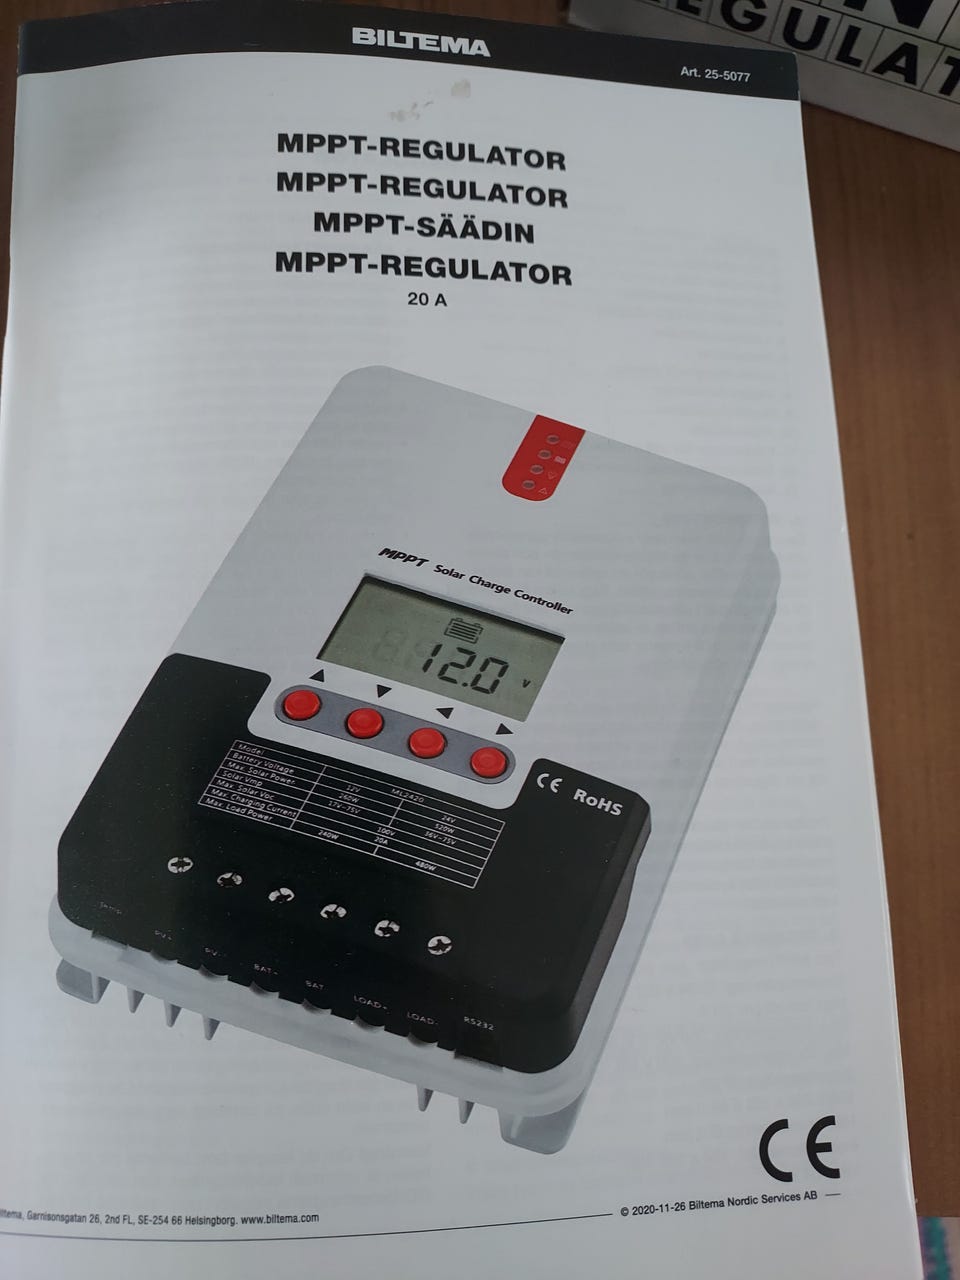 REGULAT
BILTEMA
Art. 25-5077
MPPT-REGULATOR
MPPT-REGULATOR
MPPT-SÄÄDIN
MPPT-REGULATOR
20 A
MPPT Solar Charge Controller
12.0 V
CE RoHS
Model ML2420
Battery Voltage 12V 24V
Max. Solar Power 260W 520W
Solar Vmp 17V~75V 36V~75V
Max. Solar Voc 100V
Max. Charging Current 20A
Max. Load Power 240W 480W
PV+ PV- BAT+ BAT LOAD+ LOAD- RS232
CE
Garnisonsgatan 26, 2nd FL, SE-254 66 Helsingborg. www.biltema.com
© 2020-11-26 Biltema Nordic Services AB